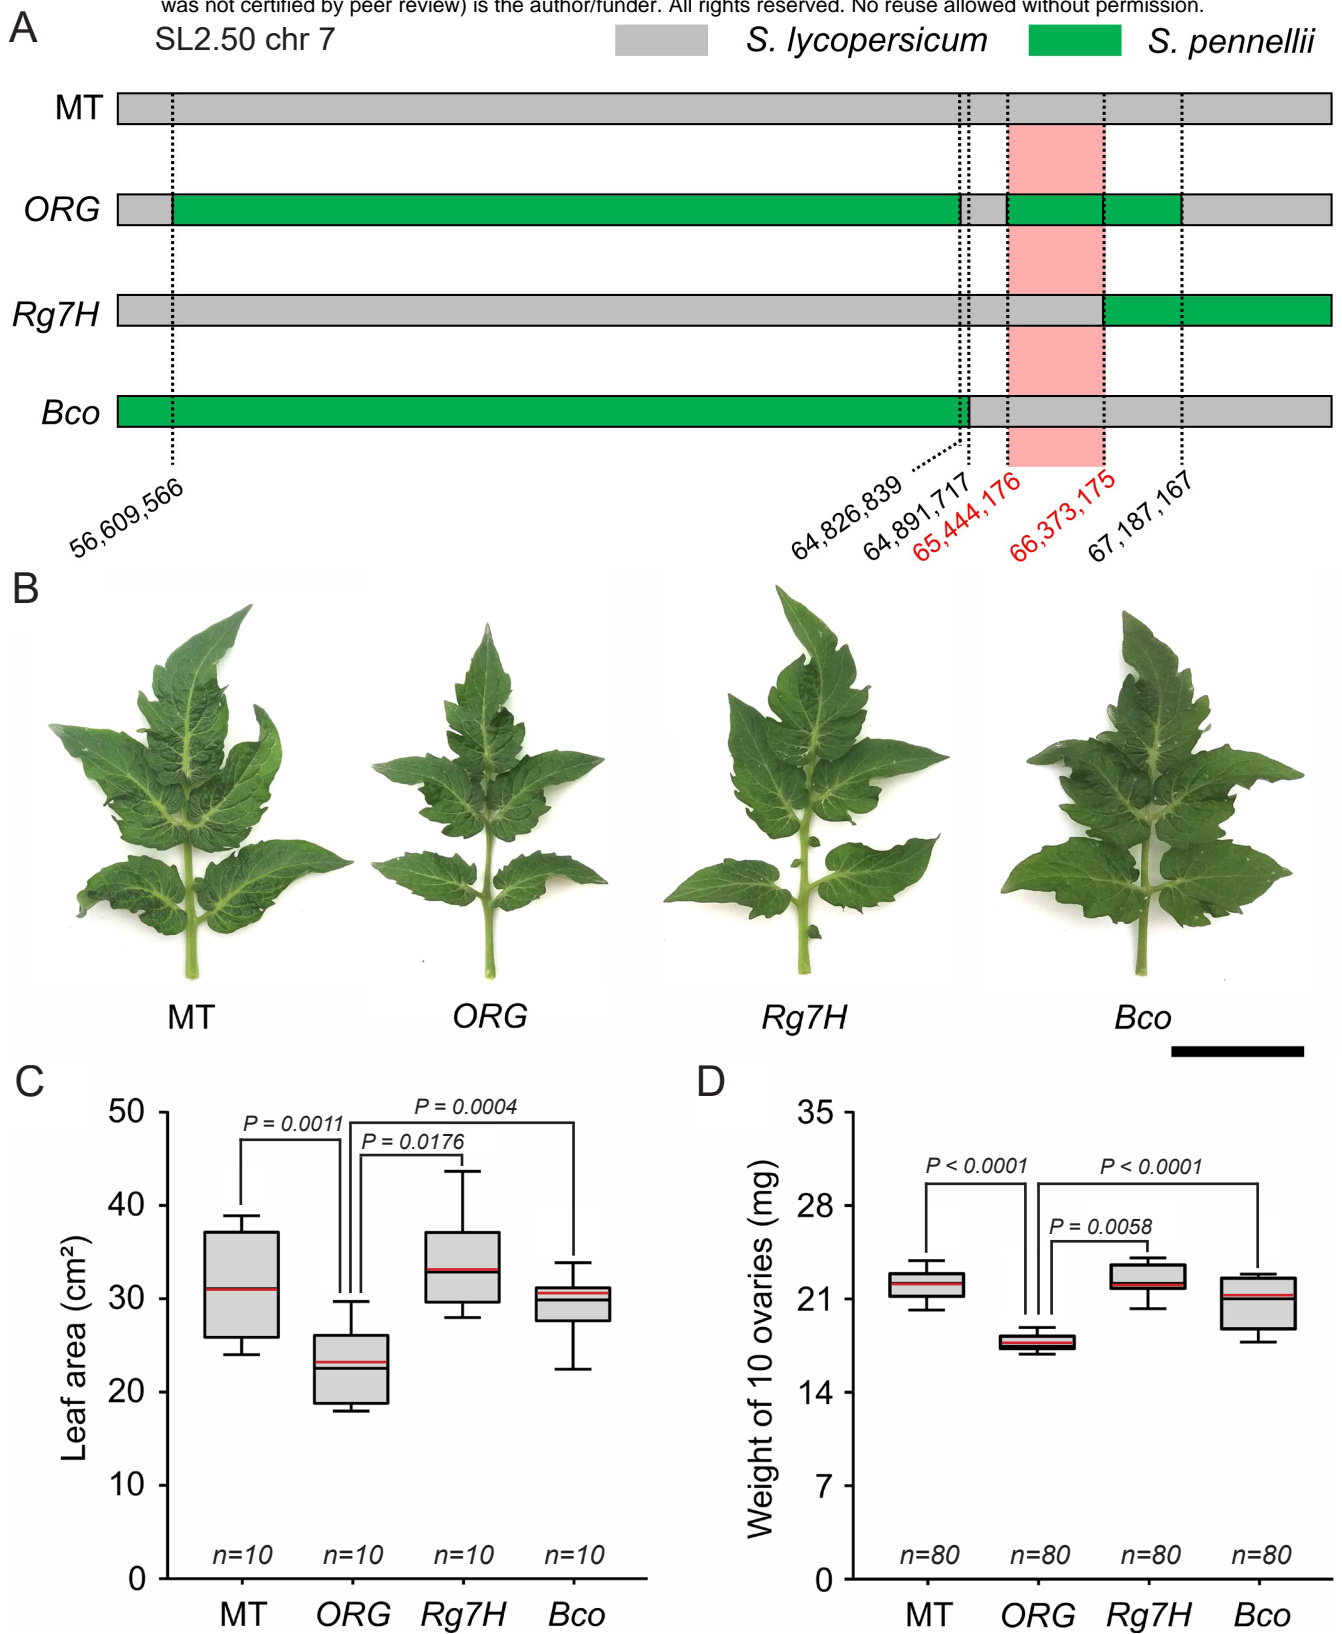 was not certified by peer review) is the author/funder. All rights reserved. No reuse allowed without permission.
A
SL2.50 chr 7
S. lycopersicum
S. pennellii
MT
ORG
Rg7H
Bco
56,609,566
64,826,839
64,891,717
65,444,176
66,373,175
67,187,167
B
MT
ORG
Rg7H
Bco
C
Leaf area (cm²)
50
40
30
20
10
0
P = 0.0011
P = 0.0004
P = 0.0176
n=10
n=10
n=10
n=10
MT
ORG
Rg7H
Bco
D
Weight of 10 ovaries (mg)
35
28
21
14
7
0
P < 0.0001
P < 0.0001
P = 0.0058
n=80
n=80
n=80
n=80
MT
ORG
Rg7H
Bco